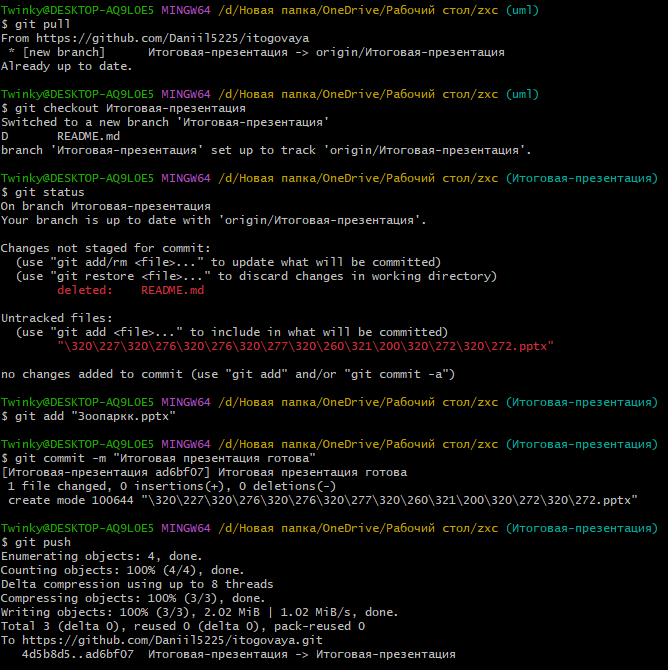 Twinky@DESKTOP-AQ9LOE5 MINGW64 /d/Новая папка/OneDrive/Рабочий стол/zxc (uml)
$ git pull
From https://github.com/Daniil5225/itogovaya
 * [new branch]      Итоговая-презентация -> origin/Итоговая-презентация
Already up to date.

Twinky@DESKTOP-AQ9LOE5 MINGW64 /d/Новая папка/OneDrive/Рабочий стол/zxc (uml)
$ git checkout Итоговая-презентация
Switched to a new branch 'Итоговая-презентация'
D       README.md
branch 'Итоговая-презентация' set up to track 'origin/Итоговая-презентация'.

Twinky@DESKTOP-AQ9LOE5 MINGW64 /d/Новая папка/OneDrive/Рабочий стол/zxc (Итоговая-презентация)
$ git status
On branch Итоговая-презентация
Your branch is up to date with 'origin/Итоговая-презентация'.

Changes not staged for commit:
  (use "git add/rm <file>..." to update what will be committed)
  (use "git restore <file>..." to discard changes in working directory)
        deleted:    README.md

Untracked files:
  (use "git add <file>..." to include in what will be committed)
        "\320\227\320\276\320\276\320\277\320\260\321\200\320\272\320\272.pptx"

no changes added to commit (use "git add" and/or "git commit -a")

Twinky@DESKTOP-AQ9LOE5 MINGW64 /d/Новая папка/OneDrive/Рабочий стол/zxc (Итоговая-презентация)
$ git add "Зоопаркк.pptx"

Twinky@DESKTOP-AQ9LOE5 MINGW64 /d/Новая папка/OneDrive/Рабочий стол/zxc (Итоговая-презентация)
$ git commit -m "Итоговая презентация готова"
[Итоговая-презентация ad6bf07] Итоговая презентация готова
 1 file changed, 0 insertions(+), 0 deletions(-)
 create mode 100644 "\320\227\320\276\320\276\320\277\320\260\321\200\320\272\320\272.pptx"

Twinky@DESKTOP-AQ9LOE5 MINGW64 /d/Новая папка/OneDrive/Рабочий стол/zxc (Итоговая-презентация)
$ git push
Enumerating objects: 4, done.
Counting objects: 100% (4/4), done.
Delta compression using up to 8 threads
Compressing objects: 100% (3/3), done.
Writing objects: 100% (3/3), 2.02 MiB | 1.02 MiB/s, done.
Total 3 (delta 0), reused 0 (delta 0), pack-reused 0
To https://github.com/Daniil5225/itogovaya.git
   4d5b8d5..ad6bf07  Итоговая-презентация -> Итоговая-презентация